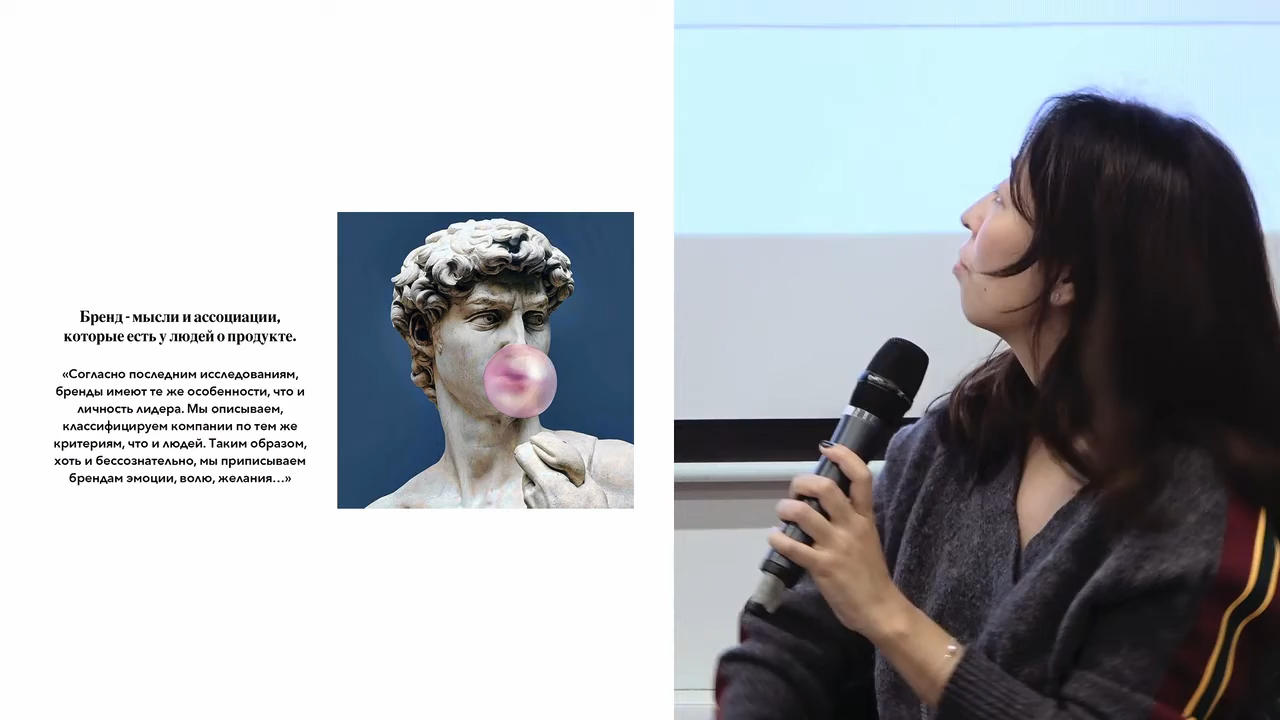 Бренд - мысли и ассоциации,
которые есть у людей о продукте.
«Согласно последним исследованиям,
бренды имеют те же особенности, что и
личность лидера. Мы описываем,
классифицируем компании по тем же
критериям, что и людей. Таким образом,
хоть и бессознательно, мы приписываем
брендам эмоции, волю, желания...»